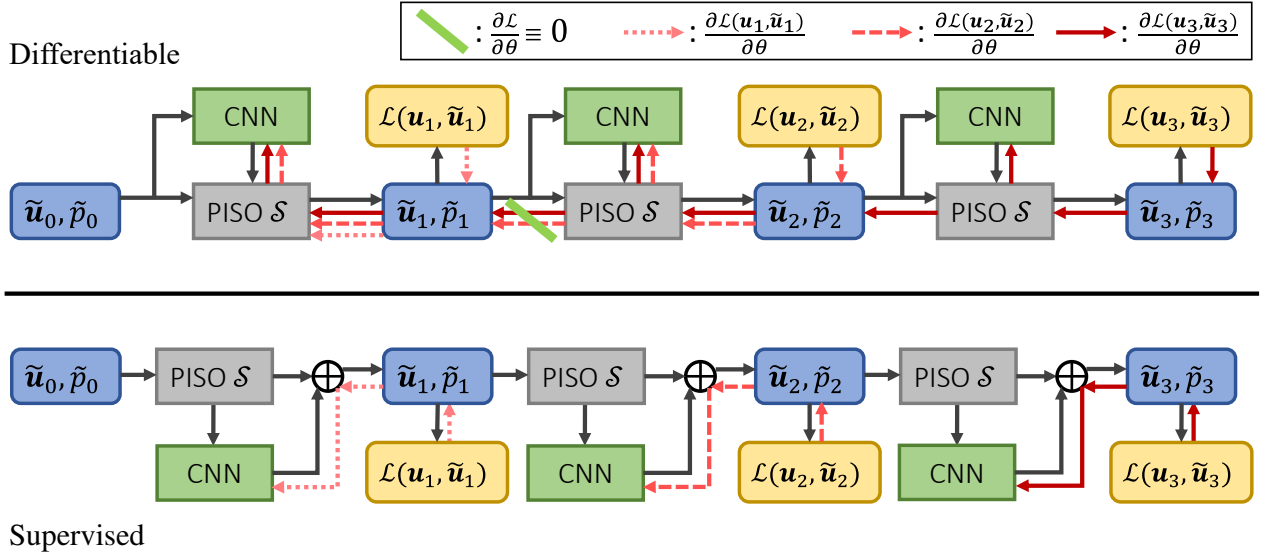 : ∂ℒ/∂θ ≡ 0 : ∂ℒ(𝒖₁,𝒖̃₁)/∂θ : ∂ℒ(𝒖₂,𝒖̃₂)/∂θ : ∂ℒ(𝒖₃,𝒖̃₃)/∂θ
Differentiable
CNN ℒ(𝒖₁, 𝒖̃₁) CNN ℒ(𝒖₂, 𝒖̃₂) CNN ℒ(𝒖₃, 𝒖̃₃)
𝒖̃₀, p̃₀ PISO 𝒮 𝒖̃₁, p̃₁ PISO 𝒮 𝒖̃₂, p̃₂ PISO 𝒮 𝒖̃₃, p̃₃
𝒖̃₀, p̃₀ PISO 𝒮 𝒖̃₁, p̃₁ PISO 𝒮 𝒖̃₂, p̃₂ PISO 𝒮 𝒖̃₃, p̃₃
CNN ℒ(𝒖₁, 𝒖̃₁) CNN ℒ(𝒖₂, 𝒖̃₂) CNN ℒ(𝒖₃, 𝒖̃₃)
Supervised